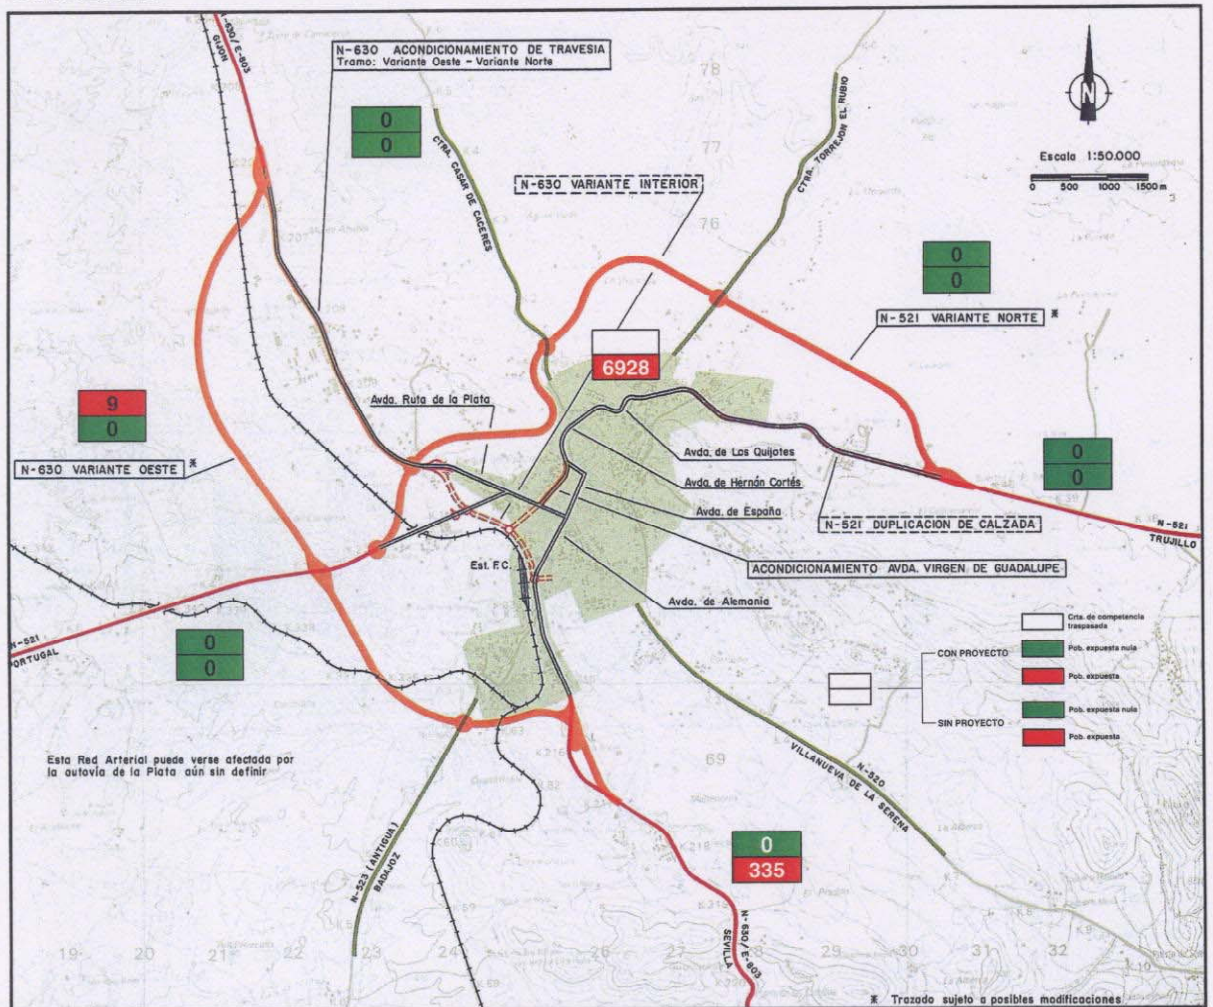 N-630/E-803
GIJON
N-630 ACONDICIONAMIENTO DE TRAVESIA
Tramo: Variante Oeste - Variante Norte
0
0
CTRA. CASAR DE CACERES
N-630 VARIANTE INTERIOR
CTRA. TORREJON EL RUBIO
78
77
76
N
Escala 1:50.000
0 500 1000 1500 m
0
0
N-521 VARIANTE NORTE *
6928
9
0
N-630 VARIANTE OESTE *
Avda. Ruta de la Plata
Avda. de Los Quijotes
Avda. de Hernán Cortés
Avda. de España
0
0
N-521 DUPLICACION DE CALZADA
N-521
TRUJILLO
Est. F.C.
ACONDICIONAMIENTO AVDA. VIRGEN DE GUADALUPE
Avda. de Alemania
N-521
PORTUGAL
0
0
Crta. de competencia
traspasada
CON PROYECTO
Pob. expuesta nula
Pob. expuesta
SIN PROYECTO
Pob. expuesta nula
Pob. expuesta
Esta Red Arterial puede verse afectada por
la autovía de la Plata aún sin definir
69
N-520
VILLANUEVA DE LA SERENA
N-523 (ANTIGUA)
BADAJOZ
0
335
N-630/E-803
SEVILLA
19 20 21 22 23 24 26 27 28 29 30 31 32
* Trazado sujeto a posibles modificaciones